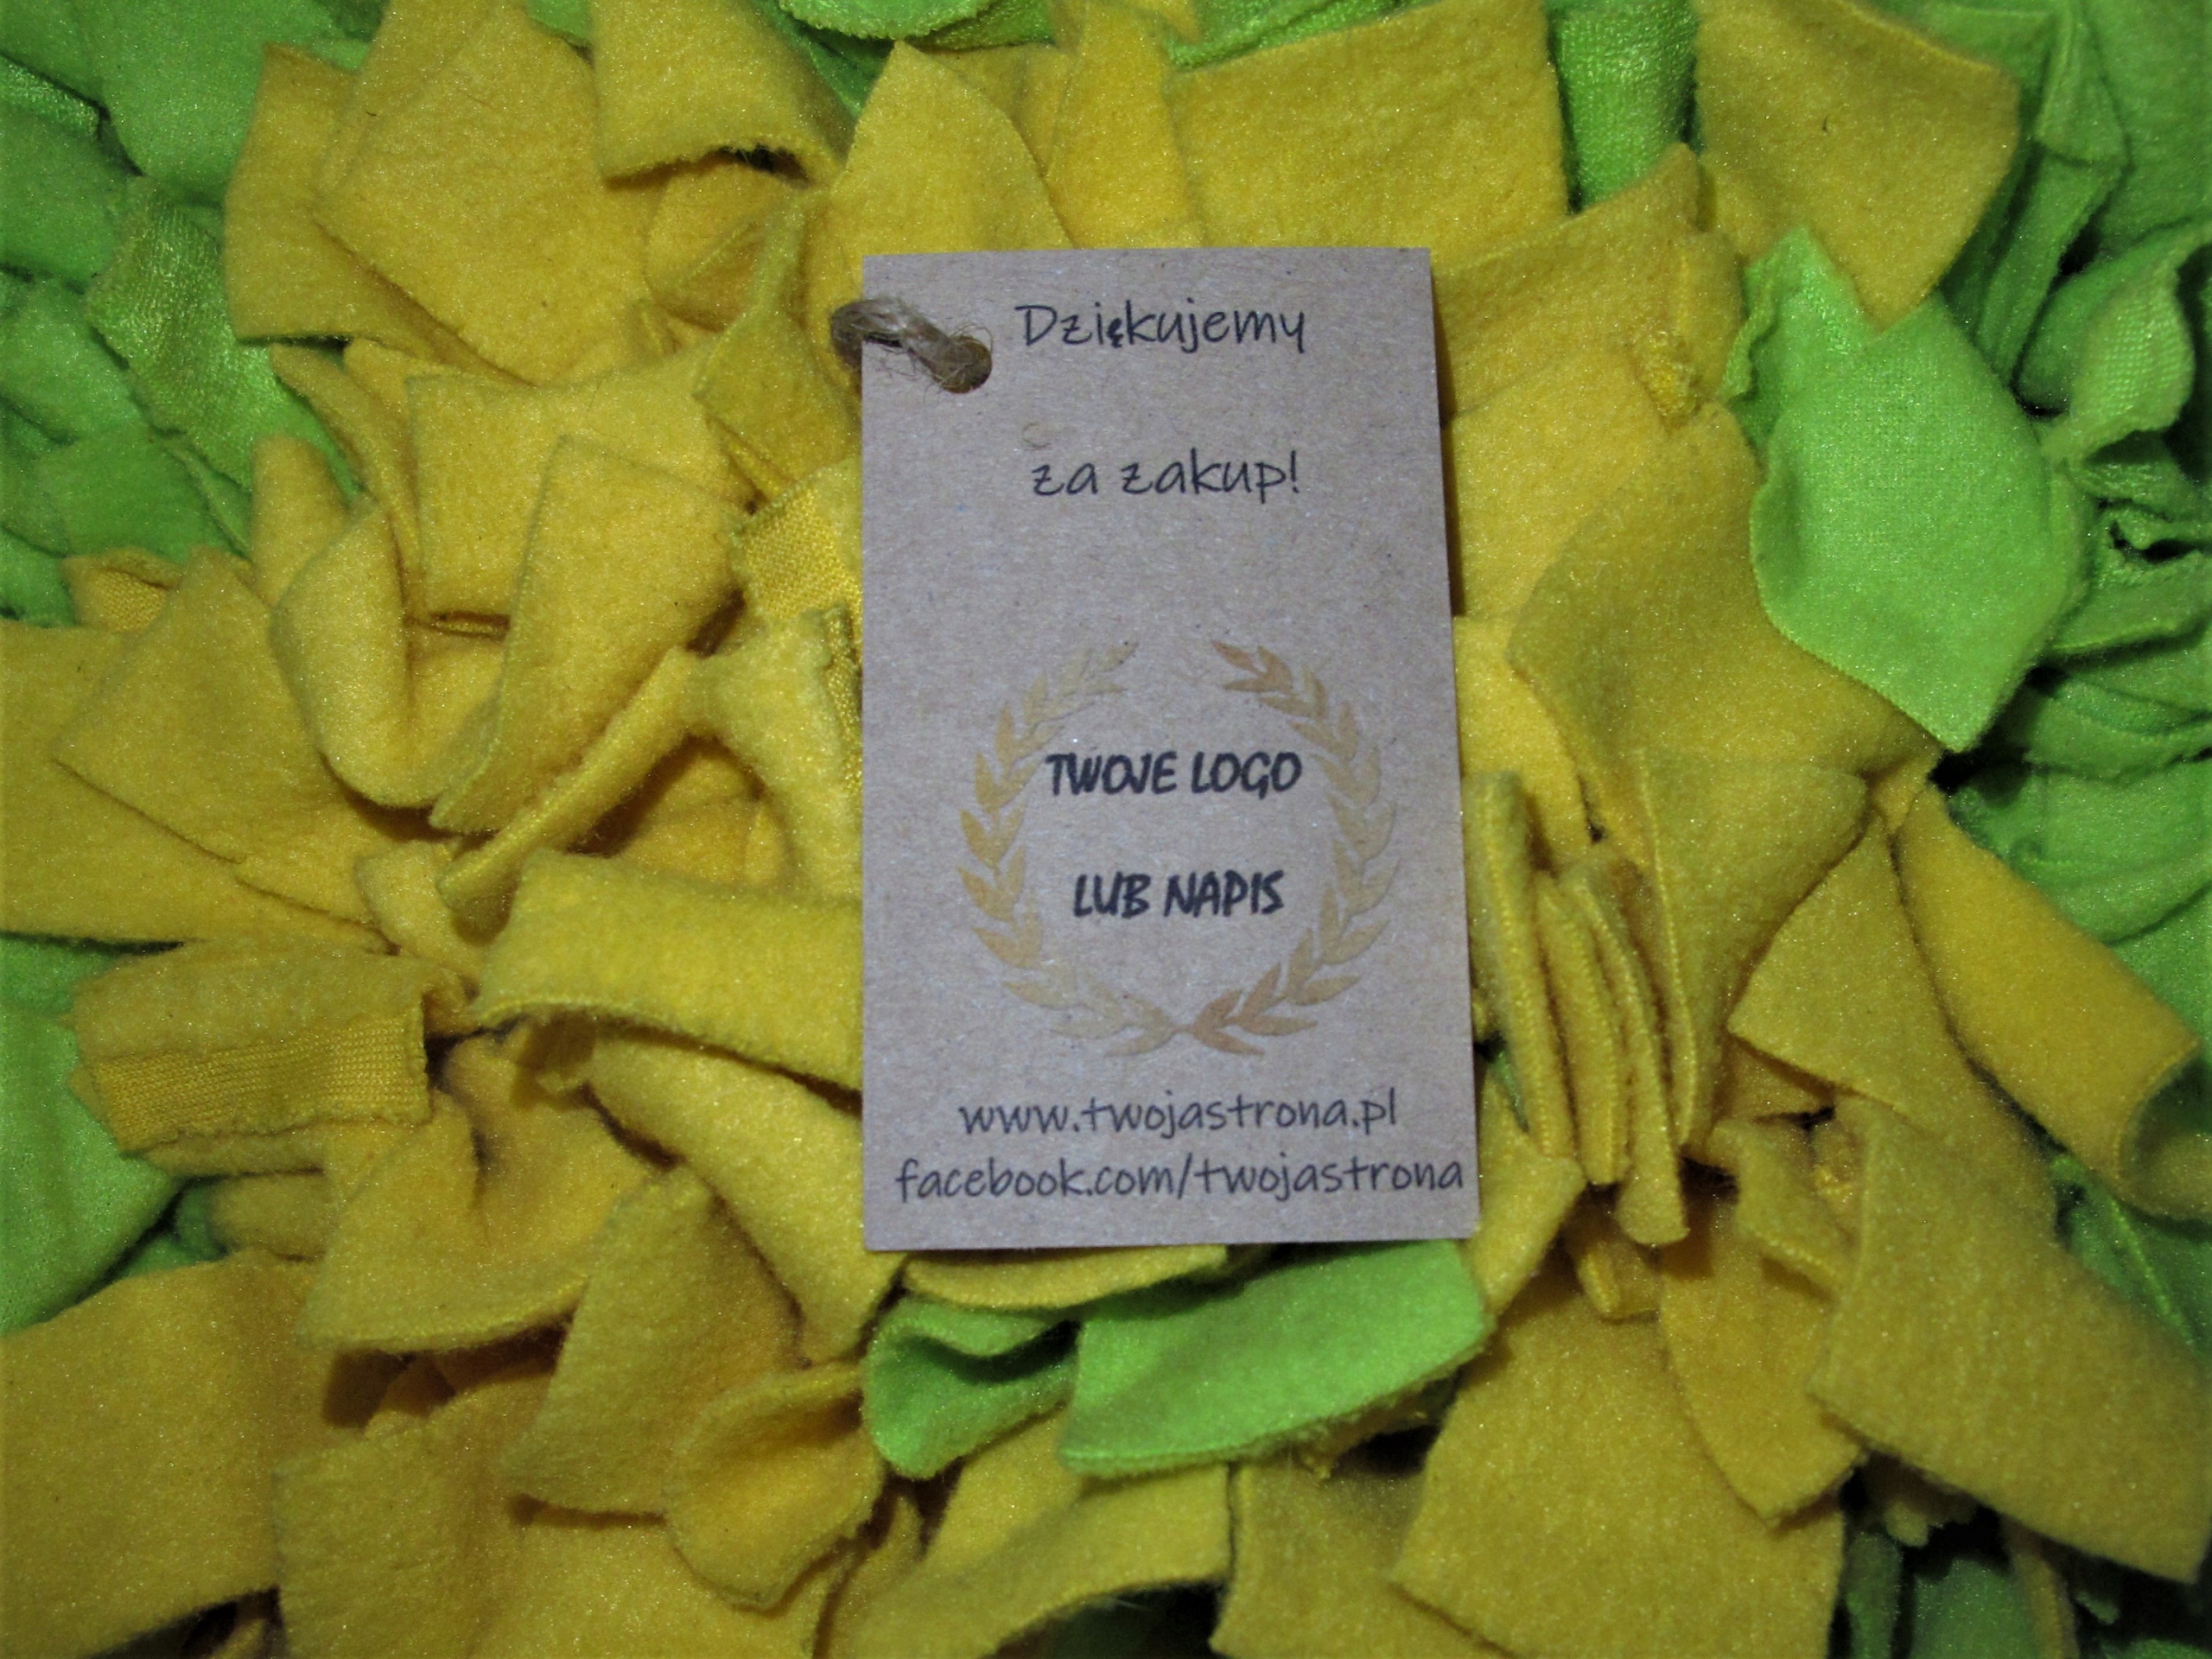 Dziękujemy
za zakup!
TWOJE LOGO
LUB NAPIS
www.twojastrona.pl
facebook.com/twojastrona